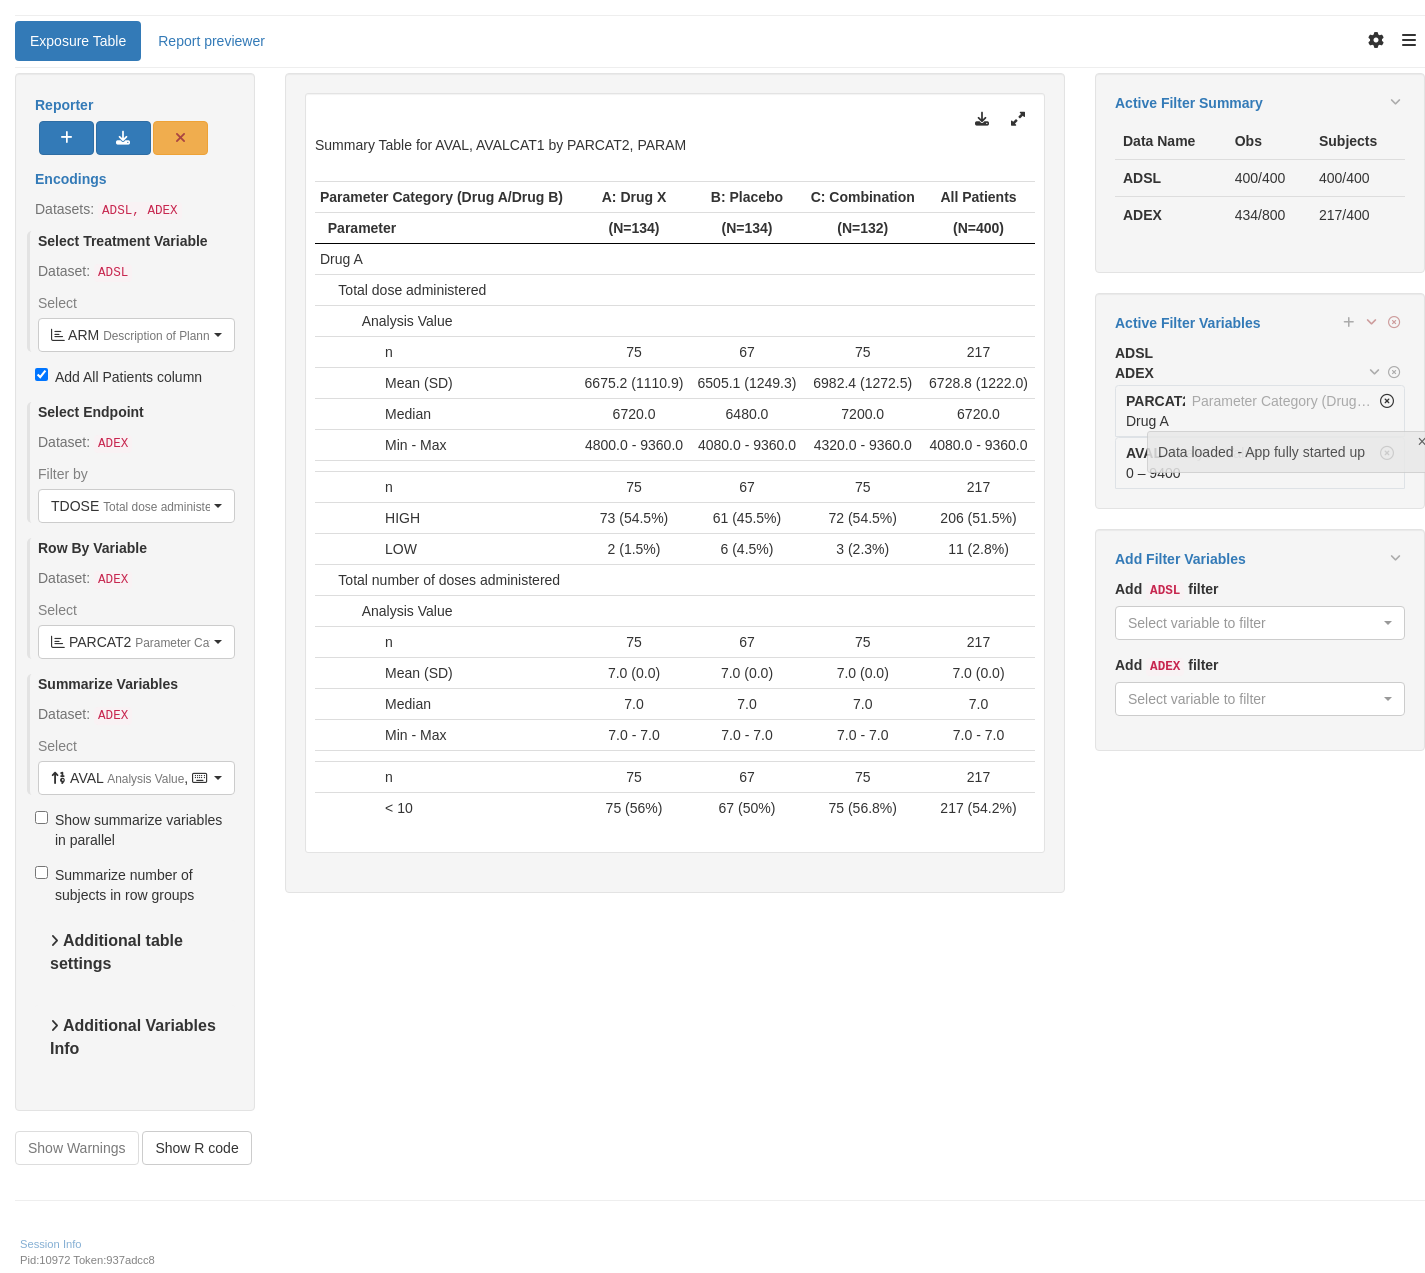 Exposure Table
Report previewer
Reporter
Encodings
Datasets: ADSL, ADEX
Select Treatment Variable
Dataset: ADSL
Select
ARM Description of Plann
Add All Patients column
Select Endpoint
Dataset: ADEX
Filter by
TDOSE Total dose administe
Row By Variable
Dataset: ADEX
Select
PARCAT2 Parameter Ca
Summarize Variables
Dataset: ADEX
Select
AVAL Analysis Value,
Show summarize variables
in parallel
Summarize number of
subjects in row groups
Additional table
settings
Additional Variables
Info
Show Warnings
Show R code
Summary Table for AVAL, AVALCAT1 by PARCAT2, PARAM
Parameter Category (Drug A/Drug B) A: Drug X B: Placebo C: Combination All Patients
Parameter (N=134) (N=134) (N=132) (N=400)
Drug A
Total dose administered
Analysis Value
n 75 67 75 217
Mean (SD) 6675.2 (1110.9) 6505.1 (1249.3) 6982.4 (1272.5) 6728.8 (1222.0)
Median 6720.0 6480.0 7200.0 6720.0
Min - Max 4800.0 - 9360.0 4080.0 - 9360.0 4320.0 - 9360.0 4080.0 - 9360.0
n 75 67 75 217
HIGH 73 (54.5%) 61 (45.5%) 72 (54.5%) 206 (51.5%)
LOW 2 (1.5%) 6 (4.5%) 3 (2.3%) 11 (2.8%)
Total number of doses administered
Analysis Value
n 75 67 75 217
Mean (SD) 7.0 (0.0) 7.0 (0.0) 7.0 (0.0) 7.0 (0.0)
Median 7.0 7.0 7.0 7.0
Min - Max 7.0 - 7.0 7.0 - 7.0 7.0 - 7.0 7.0 - 7.0
n 75 67 75 217
< 10 75 (56%) 67 (50%) 75 (56.8%) 217 (54.2%)
Active Filter Summary
Data Name Obs Subjects
ADSL 400/400 400/400
ADEX 434/800 217/400
Active Filter Variables
ADSL
ADEX
PARCAT2 Parameter Category (Drug…
Drug A
Data loaded - App fully started up
0 – 9400
Add Filter Variables
Add ADSL filter
Select variable to filter
Add ADEX filter
Select variable to filter
Session Info
Pid:10972 Token:937adcc8